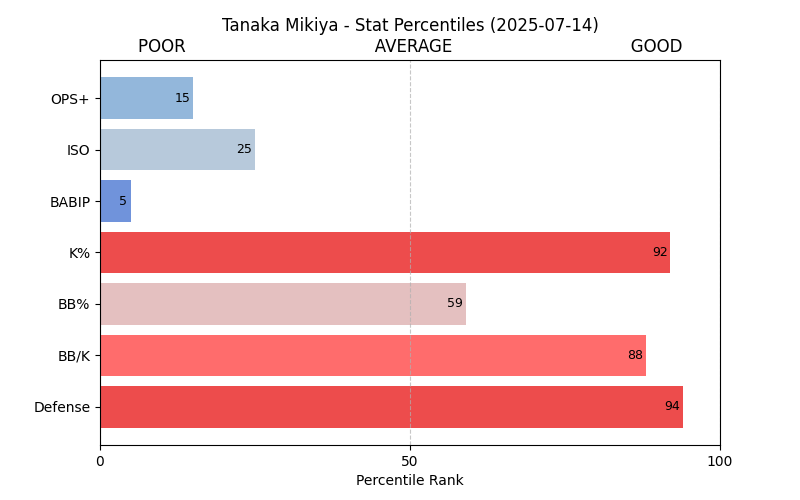 Tanaka Mikiya - Stat Percentiles (2025-07-14)
POOR AVERAGE GOOD
OPS+ 15
ISO 25
BABIP 5
K% 92
BB% 59
BB/K 88
Defense 94
0 50 100
Percentile Rank